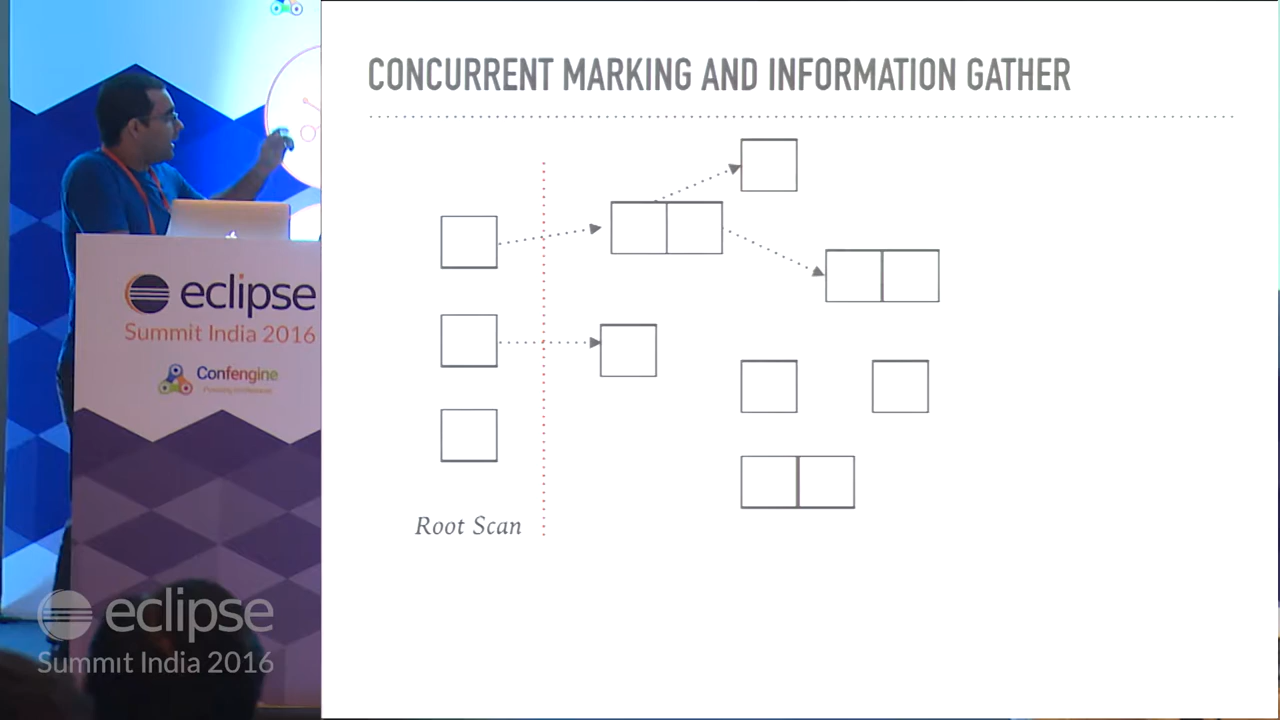 CONCURRENT MARKING AND INFORMATION GATHER
Root Scan
eclipse
Summit India 2016
Confengine
eclipse
Summit India 2016